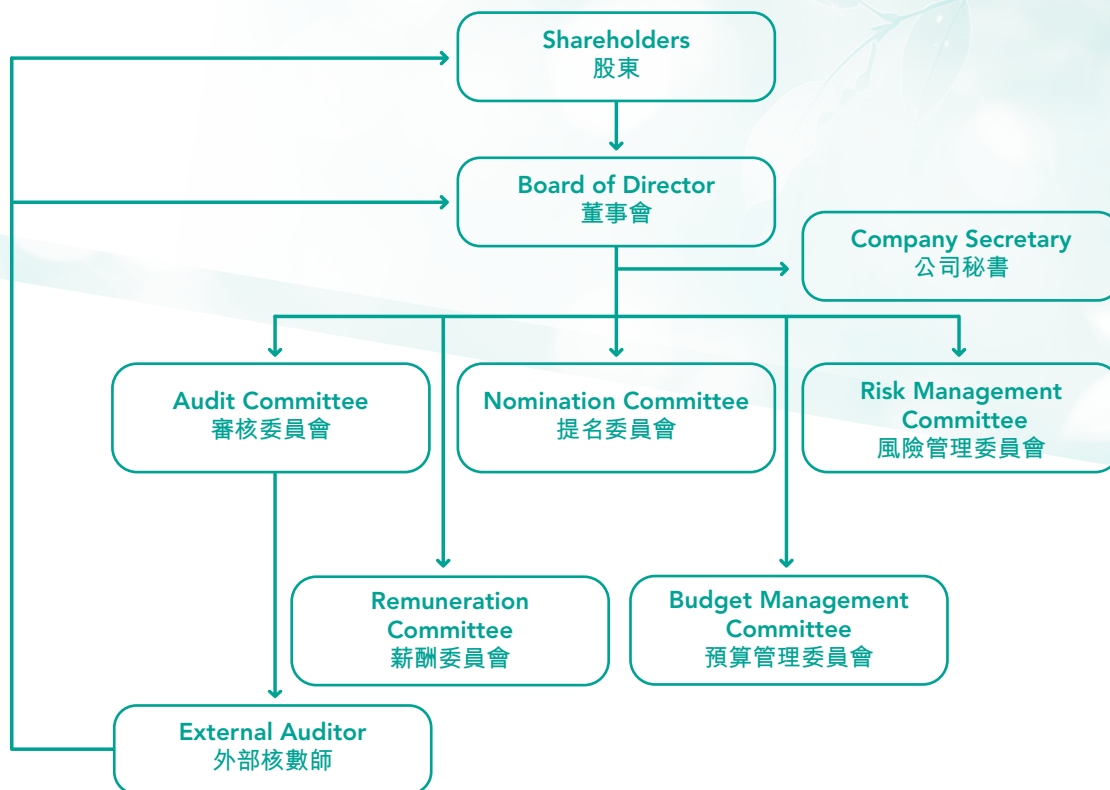 Shareholders
股東
Board of Director
董事會
Company Secretary
公司秘書
Audit Committee
審核委員會
Nomination Committee
提名委員會
Risk Management
Committee
風險管理委員會
Remuneration
Committee
薪酬委員會
Budget Management
Committee
預算管理委員會
External Auditor
外部核數師